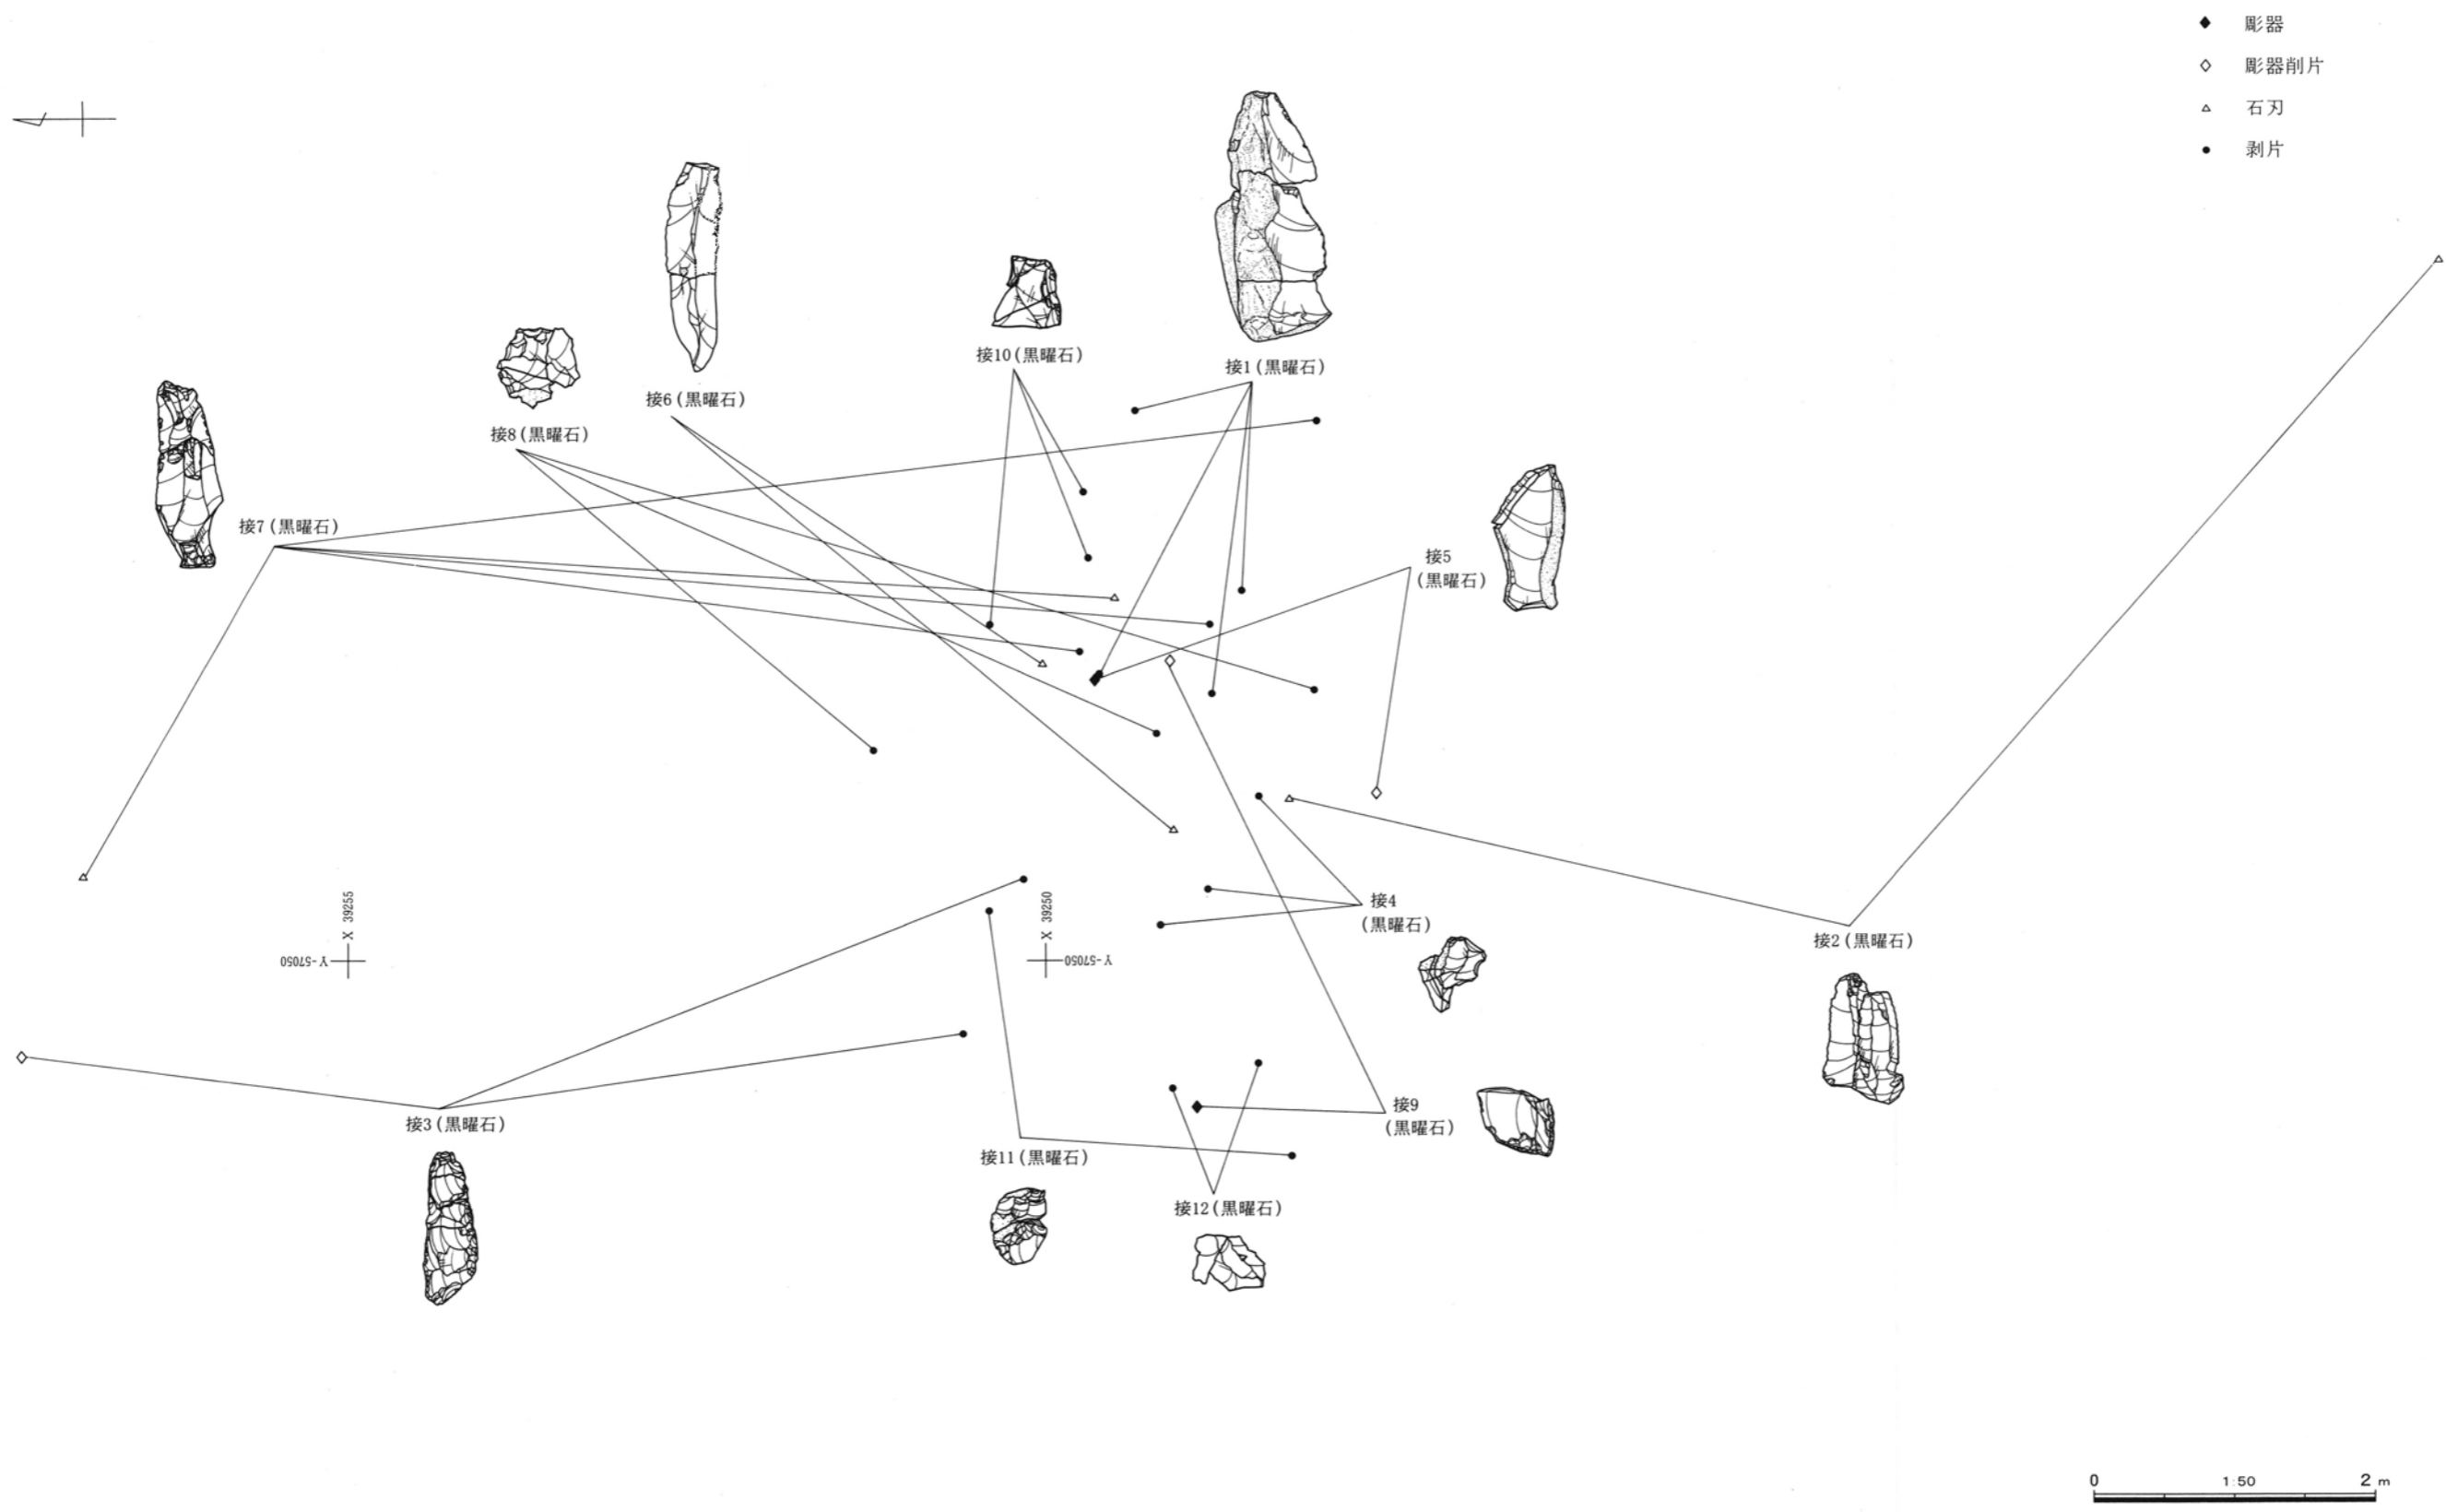 彫器
彫器削片
石刃
剥片
接10(黒曜石)
接1(黒曜石)
接6(黒曜石)
接8(黒曜石)
接7(黒曜石)
接5
(黒曜石)
接4
(黒曜石)
接2(黒曜石)
X 39255
Y-57050
X 39250
Y-57050
接3(黒曜石)
接9
(黒曜石)
接11(黒曜石)
接12(黒曜石)
0 1:50 2 m